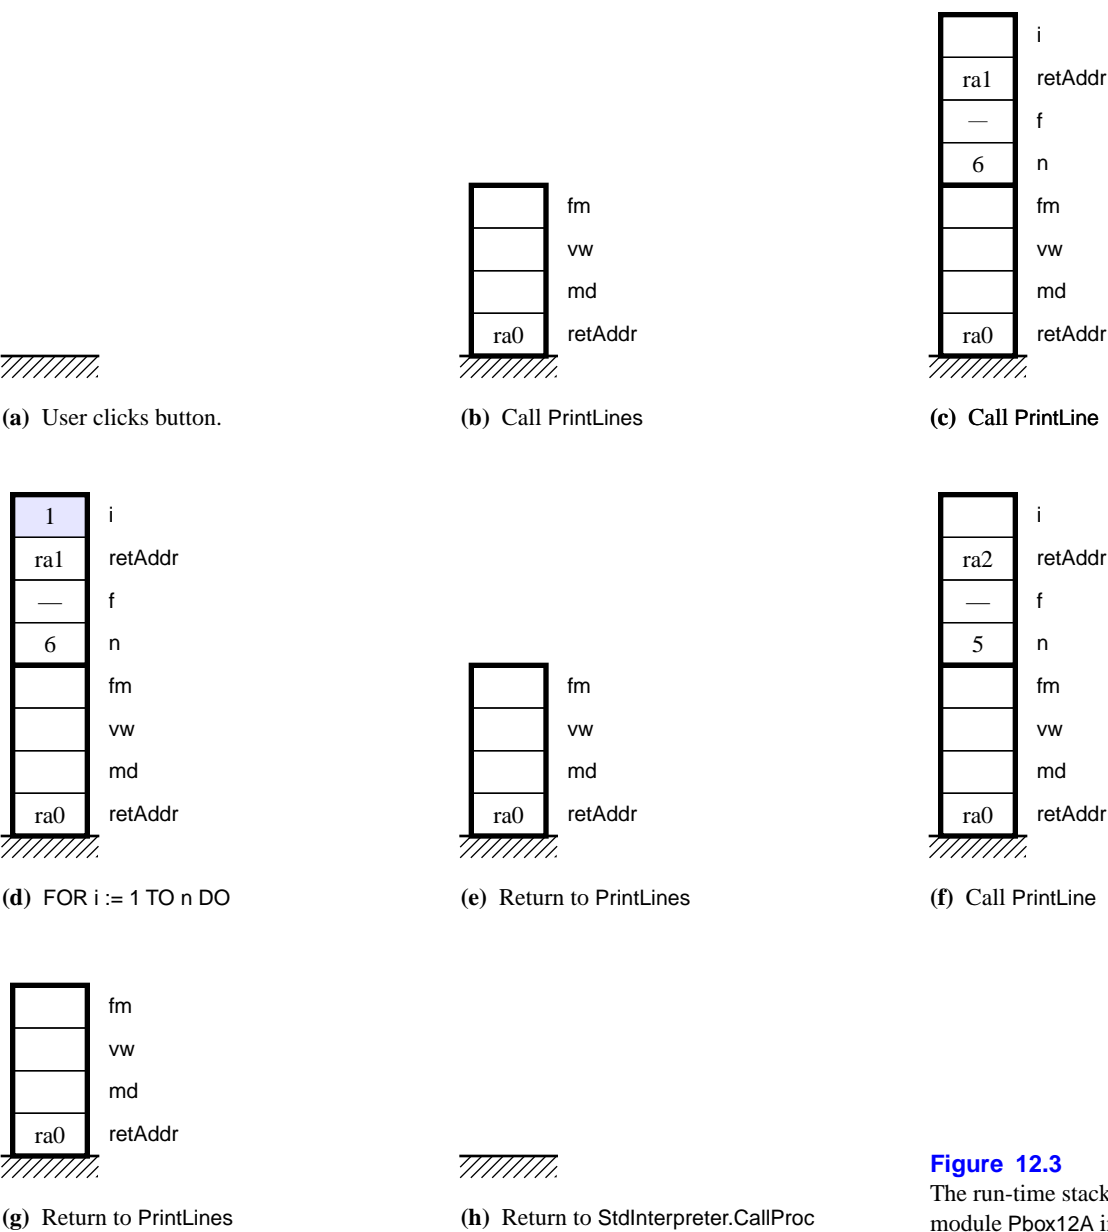 i
ra1 retAddr
— f
6 n
fm
vw
md
ra0 retAddr
fm
vw
md
ra0 retAddr
(a) User clicks button.
(b) Call PrintLines
(c) Call PrintLine
1 i
ra1 retAddr
— f
6 n
fm
vw
md
ra0 retAddr
fm
vw
md
ra0 retAddr
i
ra2 retAddr
— f
5 n
fm
vw
md
ra0 retAddr
(d) FOR i := 1 TO n DO
(e) Return to PrintLines
(f) Call PrintLine
fm
vw
md
ra0 retAddr
(g) Return to PrintLines
(h) Return to StdInterpreter.CallProc
Figure 12.3
The run-time stack
module Pbox12A i